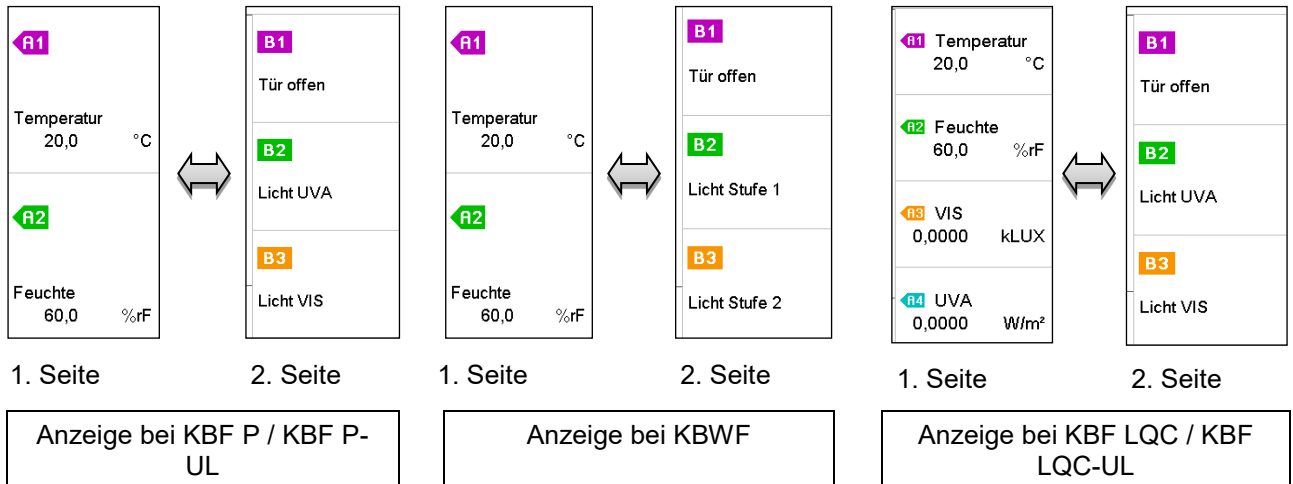 A1
Temperatur
20,0 °C
A2
Feuchte
60,0 %rF
B1
Tür offen
B2
Licht UVA
B3
Licht VIS
1. Seite
2. Seite
Anzeige bei KBF P / KBF P-
UL
A1
Temperatur
20,0 °C
A2
Feuchte
60,0 %rF
B1
Tür offen
B2
Licht Stufe 1
B3
Licht Stufe 2
1. Seite
2. Seite
Anzeige bei KBWF
A1 Temperatur
20,0 °C
A2 Feuchte
60,0 %rF
A3 VIS
0,0000 kLUX
A4 UVA
0,0000 W/m²
B1
Tür offen
B2
Licht UVA
B3
Licht VIS
1. Seite
2. Seite
Anzeige bei KBF LQC / KBF
LQC-UL